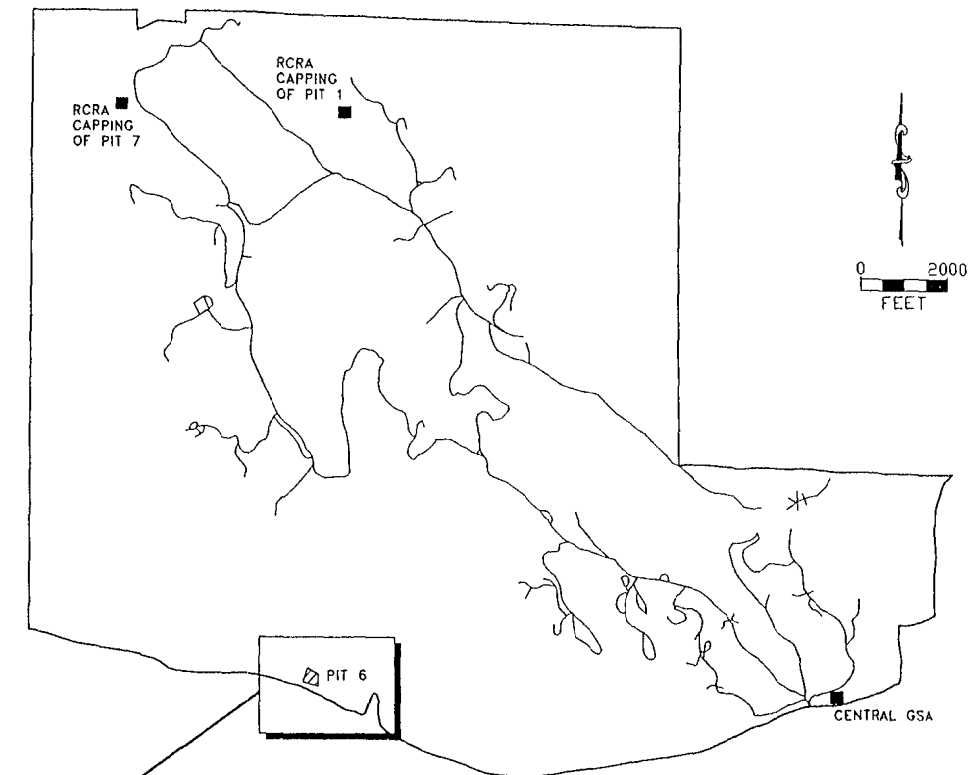 RCRA
CAPPING
OF PIT 1
RCRA
CAPPING
OF PIT 7
0 2000
FEET
PIT 6
CENTRAL GSA